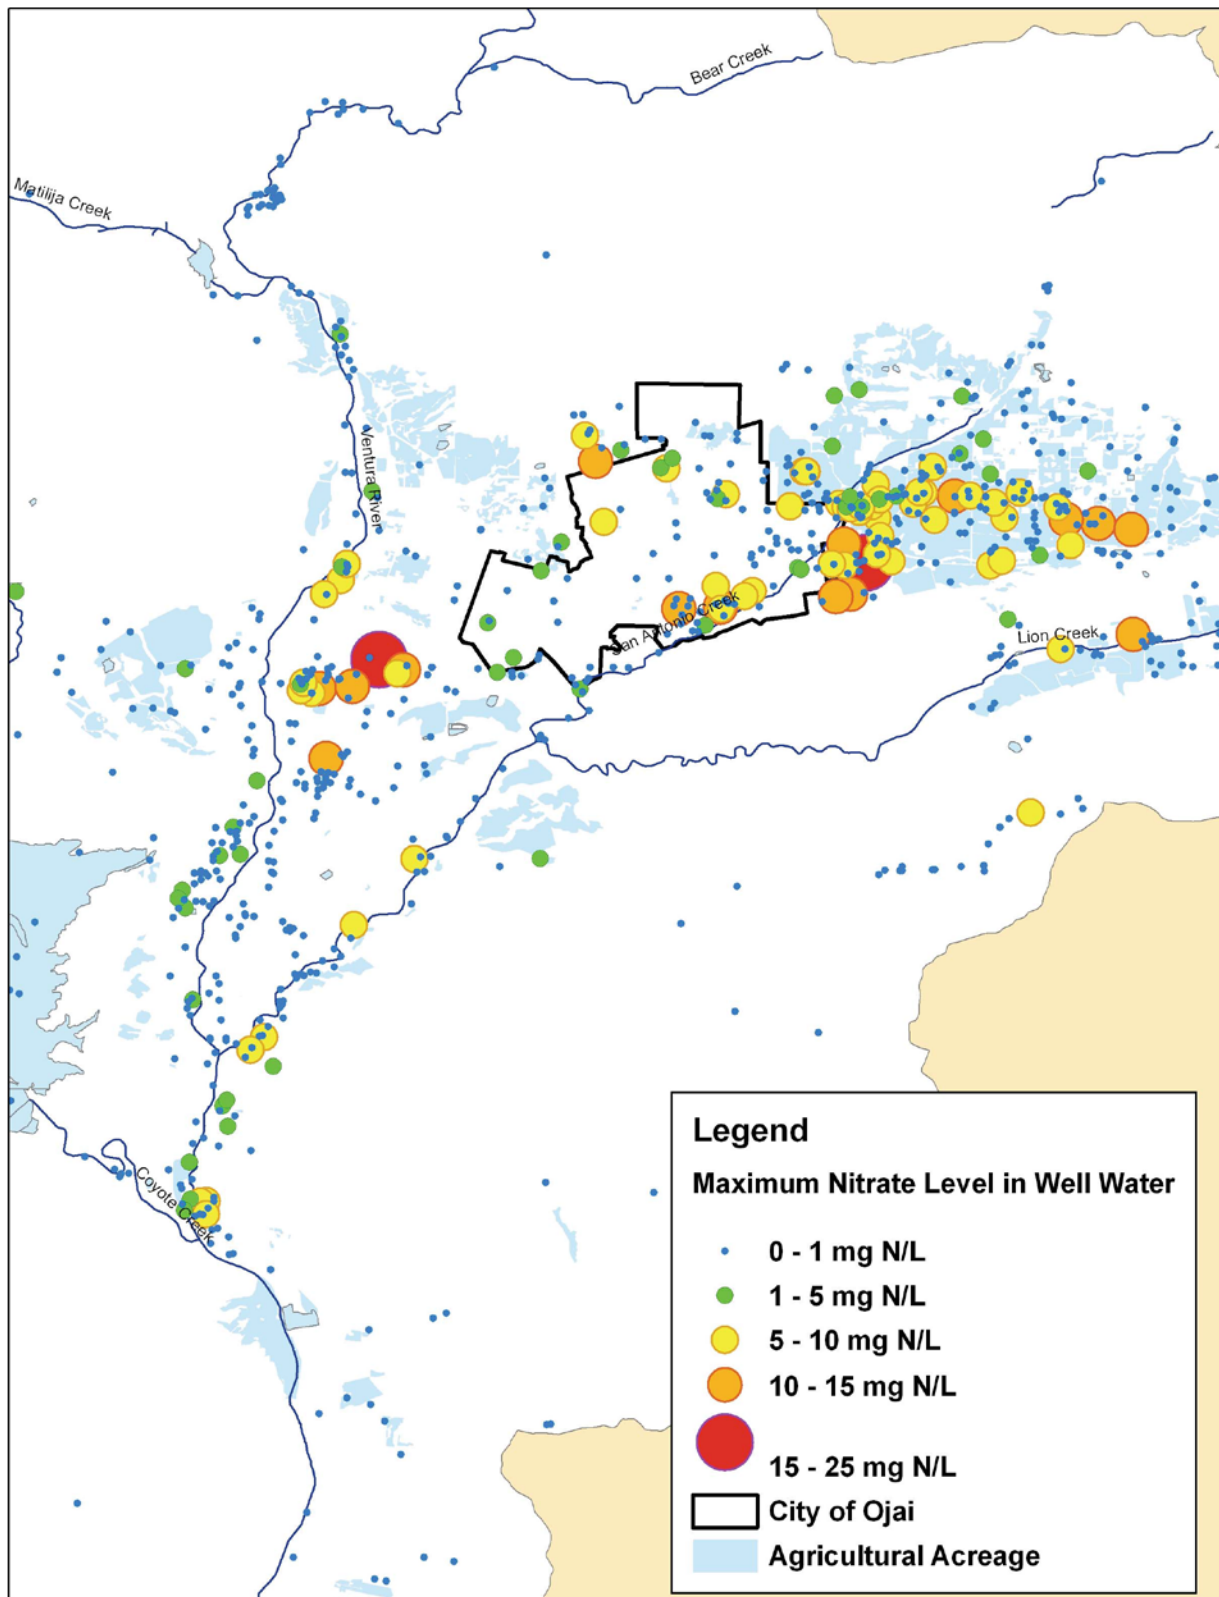 Bear Creek
Matilija Creek
Ventura River
San Antonio Creek
Lion Creek
Coyote Creek
Legend
Maximum Nitrate Level in Well Water
0 - 1 mg N/L
1 - 5 mg N/L
5 - 10 mg N/L
10 - 15 mg N/L
15 - 25 mg N/L
City of Ojai
Agricultural Acreage